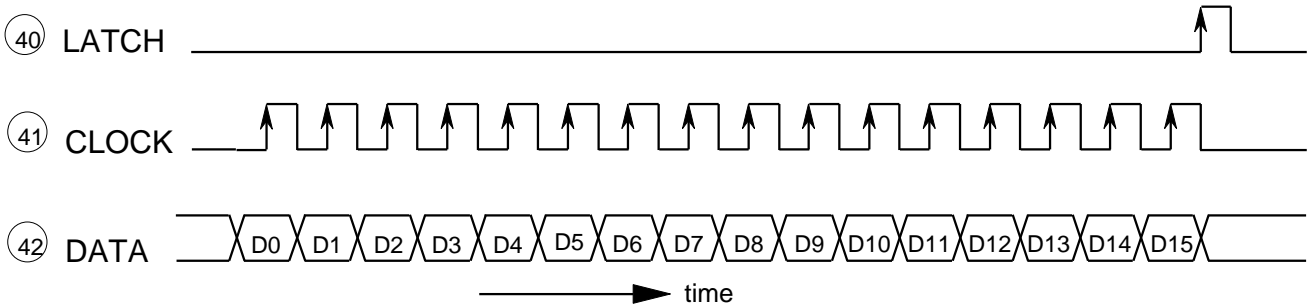 40 LATCH
41 CLOCK
42 DATA D0 D1 D2 D3 D4 D5 D6 D7 D8 D9 D10 D11 D12 D13 D14 D15
time